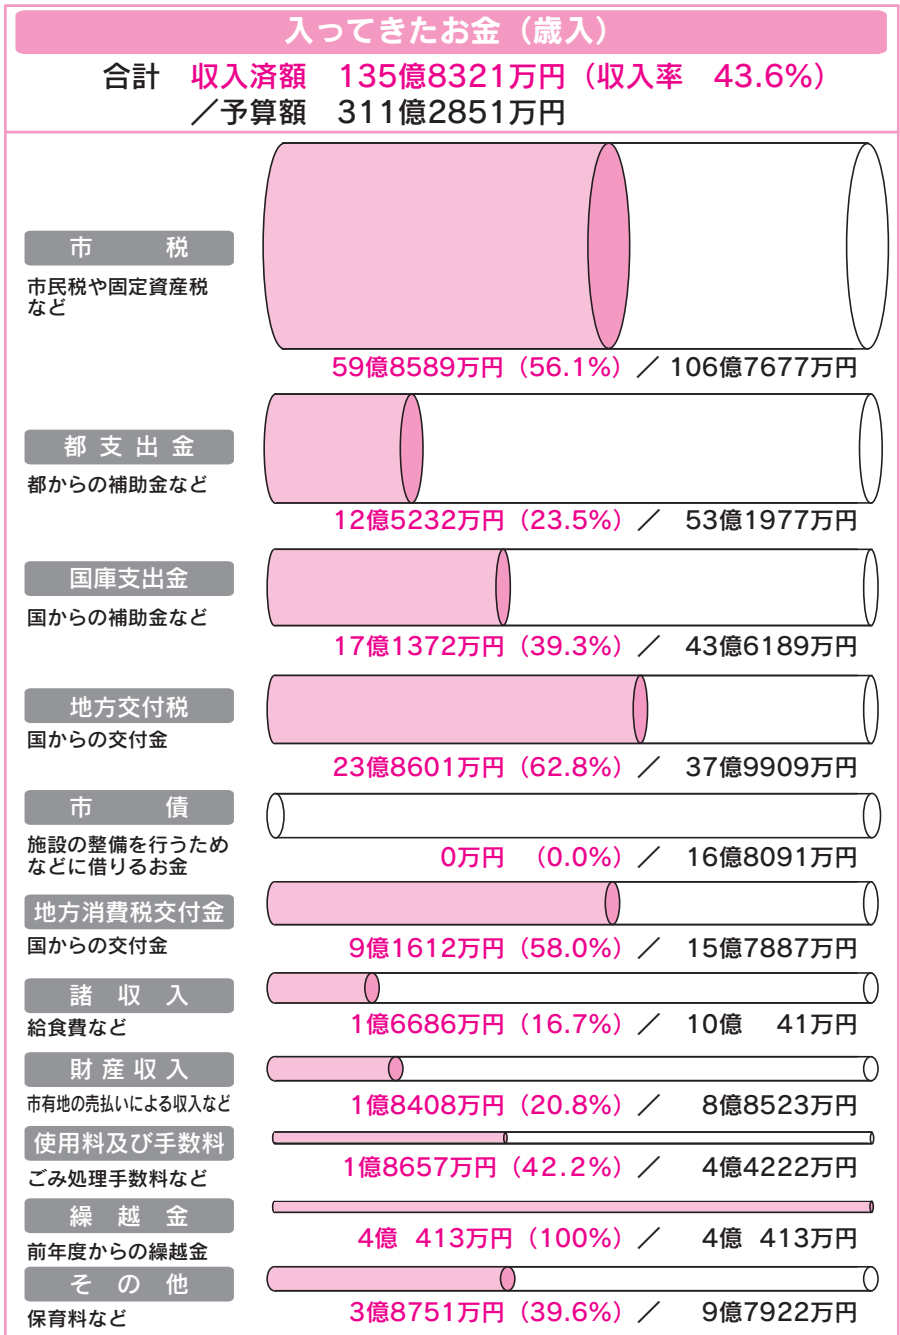 入ってきたお金（歳入）
合計　収入済額　135億8321万円（収入率　43.6%）
／予算額　311億2851万円
市　税
市民税や固定資産税
など
59億8589万円（56.1%）／ 106億7677万円
都支出金
都からの補助金など
12億5232万円（23.5%）／ 53億1977万円
国庫支出金
国からの補助金など
17億1372万円（39.3%）／ 43億6189万円
地方交付税
国からの交付金
23億8601万円（62.8%）／ 37億9909万円
市　債
施設の整備を行うため
などに借りるお金
0万円　（0.0%）／ 16億8091万円
地方消費税交付金
国からの交付金
9億1612万円（58.0%）／ 15億7887万円
諸収入
給食費など
1億6686万円（16.7%）／ 10億　41万円
財産収入
市有地の売払いによる収入など
1億8408万円（20.8%）／ 8億8523万円
使用料及び手数料
ごみ処理手数料など
1億8657万円（42.2%）／ 4億4222万円
繰越金
前年度からの繰越金
4億 413万円（100%）／ 4億 413万円
その他
保育料など
3億8751万円（39.6%）／ 9億7922万円